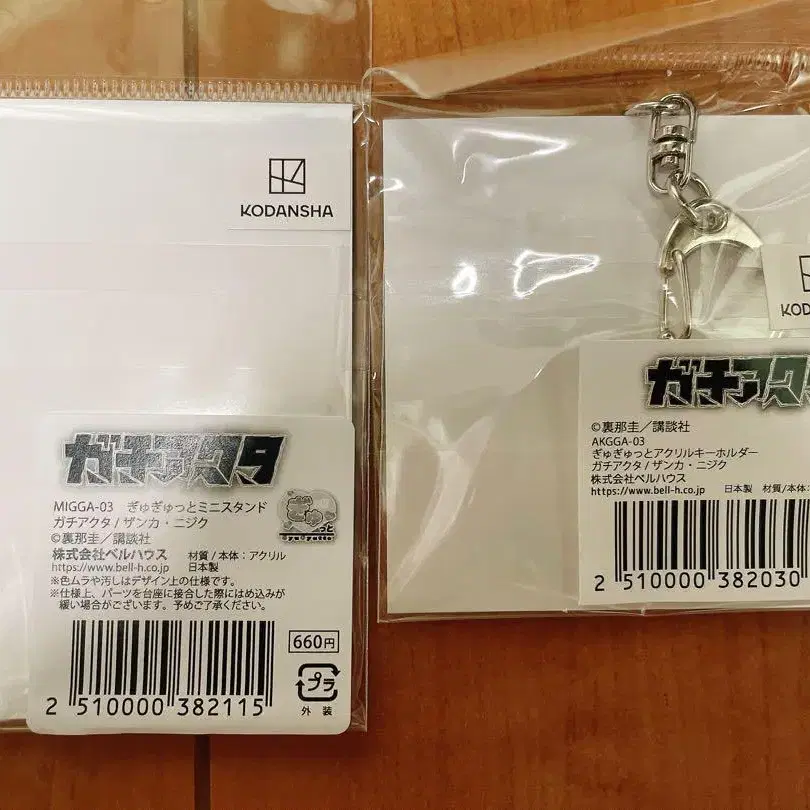 KODANSHA
ガチアクタ
MIGGA-03　ぎゅぎゅっとミニスタンド
ガチアクタ / ザンカ・ニジク
©裏那圭／講談社
株式会社ベルハウス　材質 / 本体：アクリル
https://www.bell-h.co.jp　日本製
※色ムラや汚しはデザイン上の仕様です。
※仕様上、パーツを台座に接合した際にはめ込みが
緩い場合がございます。予めご了承ください。
660円
プラ
外装
2 510000 382115
KODA
ガチアクタ
©裏那圭／講談社
AKGGA-03
ぎゅぎゅっとアクリルキーホルダー
ガチアクタ / ザンカ・ニジク
株式会社ベルハウス
https://www.bell-h.co.jp　日本製　材質/本体:
2 510000 382030